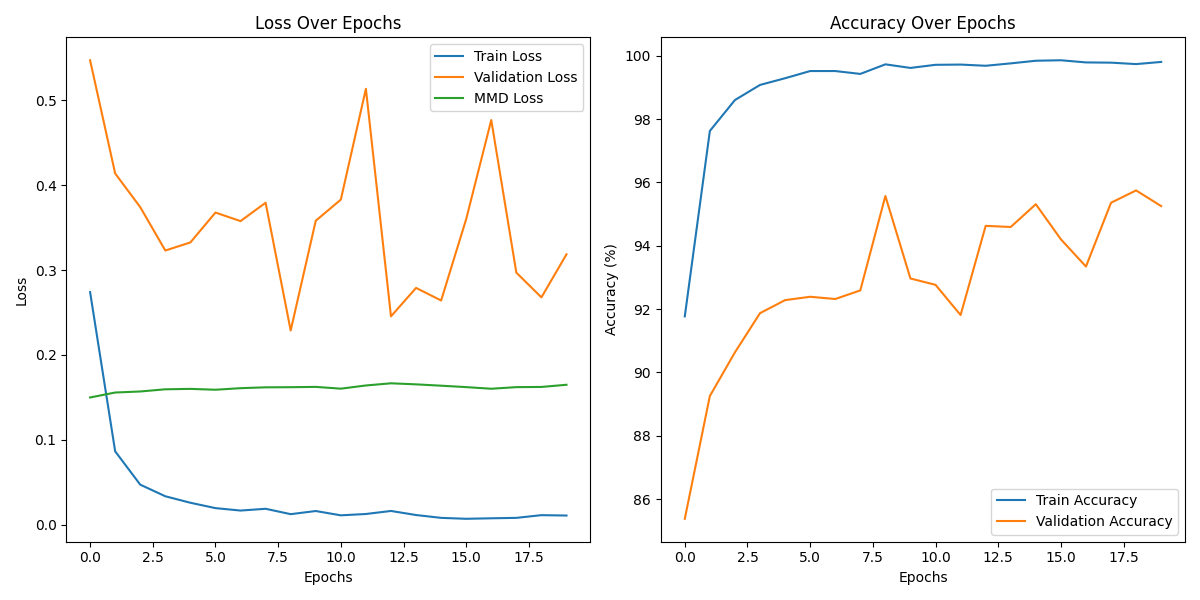 Loss Over Epochs
Loss
0.5
0.4
0.3
0.2
0.1
0.0
0.0 2.5 5.0 7.5 10.0 12.5 15.0 17.5
Epochs
Train Loss
Validation Loss
MMD Loss
Accuracy Over Epochs
Accuracy (%)
100
98
96
94
92
90
88
86
0.0 2.5 5.0 7.5 10.0 12.5 15.0 17.5
Epochs
Train Accuracy
Validation Accuracy